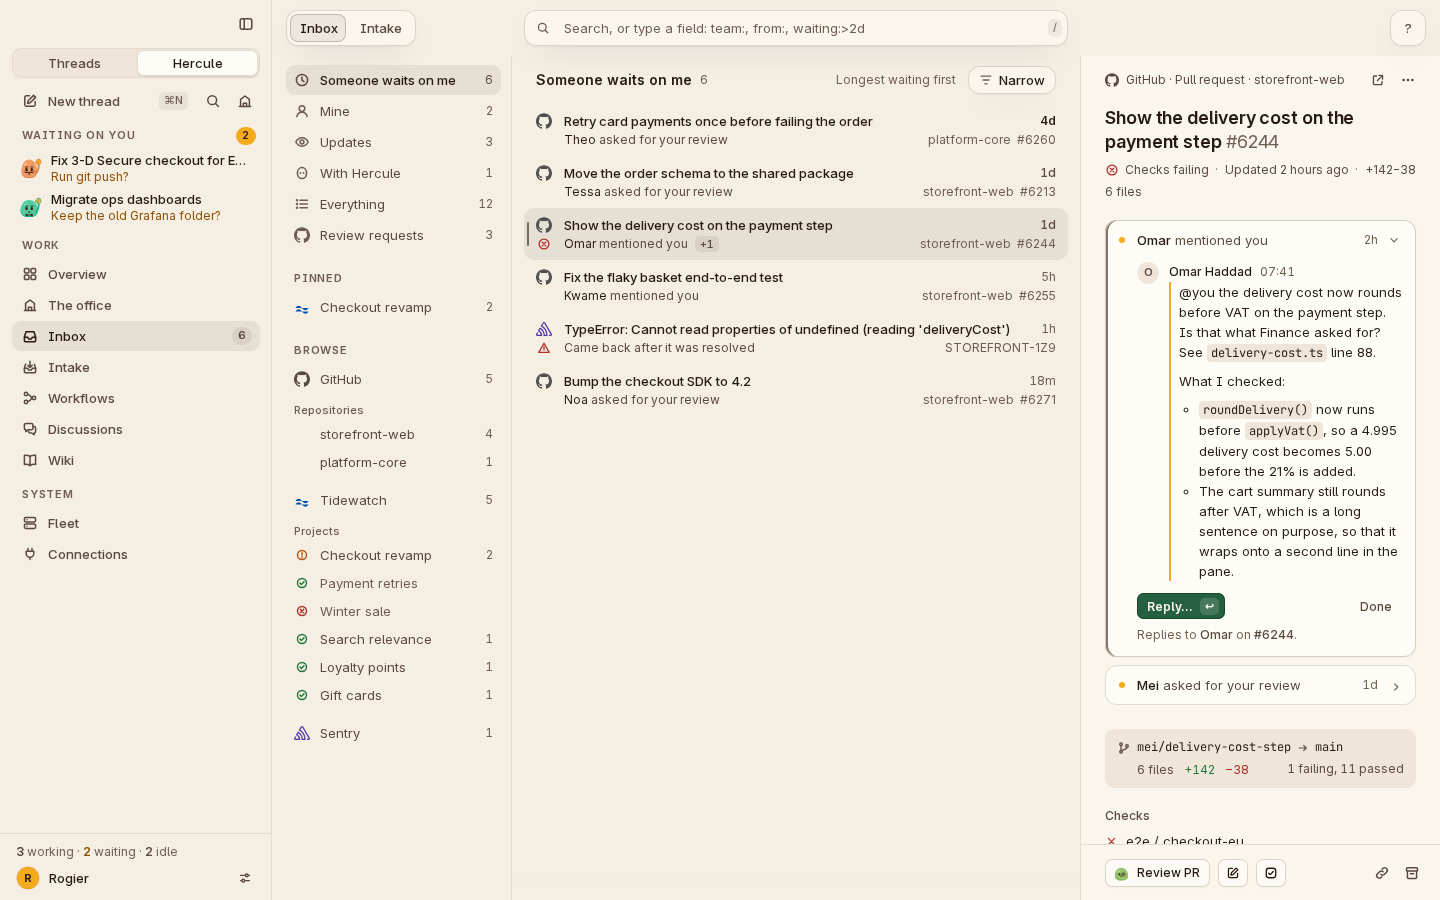 Threads
Hercule
New thread
⌘N
WAITING ON YOU
2
Fix 3-D Secure checkout for E…
Run git push?
Migrate ops dashboards
Keep the old Grafana folder?
WORK
Overview
The office
Inbox
6
Intake
Workflows
Discussions
Wiki
SYSTEM
Fleet
Connections
3 working · 2 waiting · 2 idle
R
Rogier
Inbox
Intake
Someone waits on me
6
Mine
2
Updates
3
With Hercule
1
Everything
12
Review requests
3
PINNED
Checkout revamp
2
BROWSE
GitHub
5
Repositories
storefront-web
4
platform-core
1
Tidewatch
5
Projects
Checkout revamp
2
Payment retries
Winter sale
Search relevance
1
Loyalty points
1
Gift cards
1
Sentry
1
Search, or type a field: team:, from:, waiting:>2d
/
?
Someone waits on me 6
Longest waiting first
Narrow
Retry card payments once before failing the order
4d
Theo asked for your review
platform-core #6260
Move the order schema to the shared package
1d
Tessa asked for your review
storefront-web #6213
Show the delivery cost on the payment step
1d
Omar mentioned you +1
storefront-web #6244
Fix the flaky basket end-to-end test
5h
Kwame mentioned you
storefront-web #6255
TypeError: Cannot read properties of undefined (reading 'deliveryCost')
1h
Came back after it was resolved
STOREFRONT-1Z9
Bump the checkout SDK to 4.2
18m
Noa asked for your review
storefront-web #6271
GitHub · Pull request · storefront-web
Show the delivery cost on the
payment step #6244
Checks failing · Updated 2 hours ago · +142−38
6 files
Omar mentioned you
2h
O
Omar Haddad 07:41
@you the delivery cost now rounds
before VAT on the payment step.
Is that what Finance asked for?
See delivery-cost.ts line 88.
What I checked:
roundDelivery() now runs
before applyVat(), so a 4.995
delivery cost becomes 5.00
before the 21% is added.
The cart summary still rounds
after VAT, which is a long
sentence on purpose, so that it
wraps onto a second line in the
pane.
Reply…
Done
Replies to Omar on #6244.
Mei asked for your review
1d
mei/delivery-cost-step → main
6 files +142 −38
1 failing, 11 passed
Checks
e2e / checkout-eu
Review PR